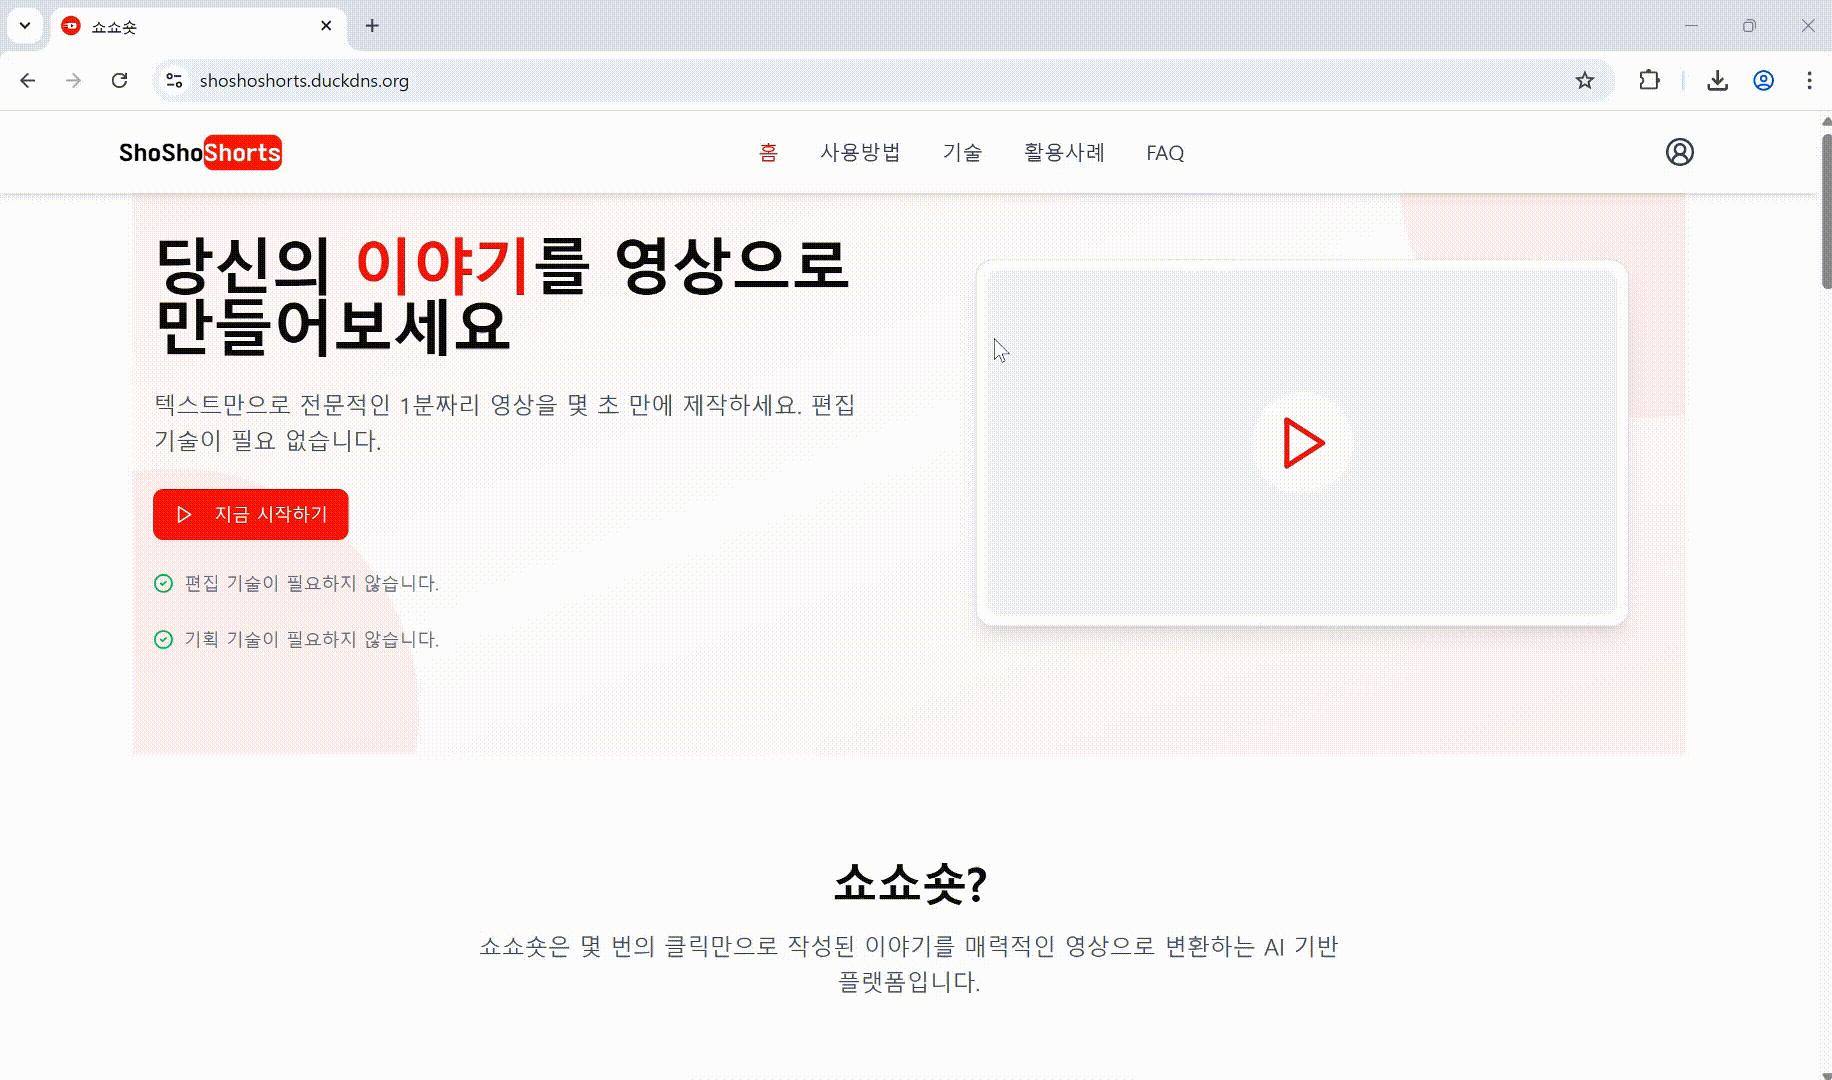 쇼쇼숏
shoshoshorts.duckdns.org
ShoShoShorts
홈 사용방법 기술 활용사례 FAQ
당신의 이야기를 영상으로
만들어보세요
텍스트만으로 전문적인 1분짜리 영상을 몇 초 만에 제작하세요. 편집
기술이 필요 없습니다.
지금 시작하기
편집 기술이 필요하지 않습니다.
기획 기술이 필요하지 않습니다.
쇼쇼숏?
쇼쇼숏은 몇 번의 클릭만으로 작성된 이야기를 매력적인 영상으로 변환하는 AI 기반
플랫폼입니다.